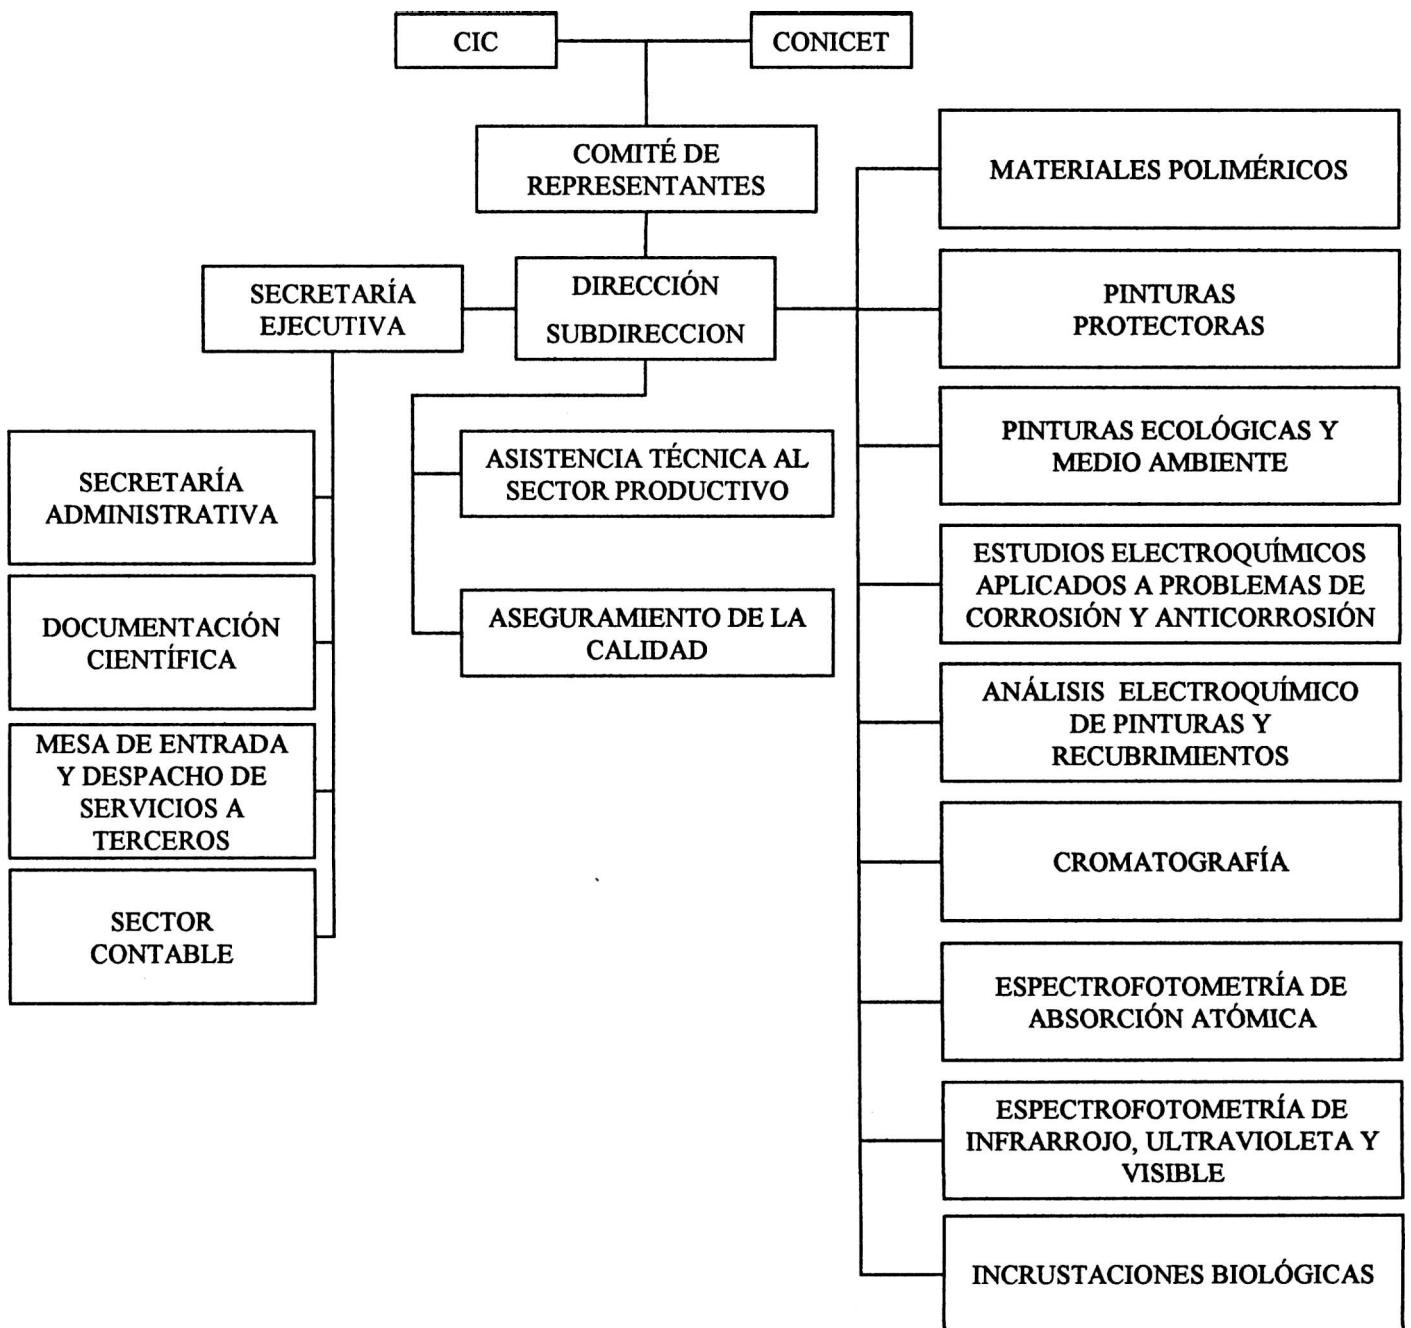 CIC
CONICET
COMITÉ DE
REPRESENTANTES
DIRECCIÓN
SUBDIRECCION
SECRETARÍA
EJECUTIVA
SECRETARÍA
ADMINISTRATIVA
DOCUMENTACIÓN
CIENTÍFICA
MESA DE ENTRADA
Y DESPACHO DE
SERVICIOS A
TERCEROS
SECTOR
CONTABLE
ASISTENCIA TÉCNICA AL
SECTOR PRODUCTIVO
ASEGURAMIENTO DE LA
CALIDAD
MATERIALES POLIMÉRICOS
PINTURAS
PROTECTORAS
PINTURAS ECOLÓGICAS Y
MEDIO AMBIENTE
ESTUDIOS ELECTROQUÍMICOS
APLICADOS A PROBLEMAS DE
CORROSIÓN Y ANTICORROSIÓN
ANÁLISIS ELECTROQUÍMICO
DE PINTURAS Y
RECUBRIMIENTOS
CROMATOGRAFÍA
ESPECTROFOTOMETRÍA DE
ABSORCIÓN ATÓMICA
ESPECTROFOTOMETRÍA DE
INFRARROJO, ULTRAVIOLETA Y
VISIBLE
INCRUSTACIONES BIOLÓGICAS